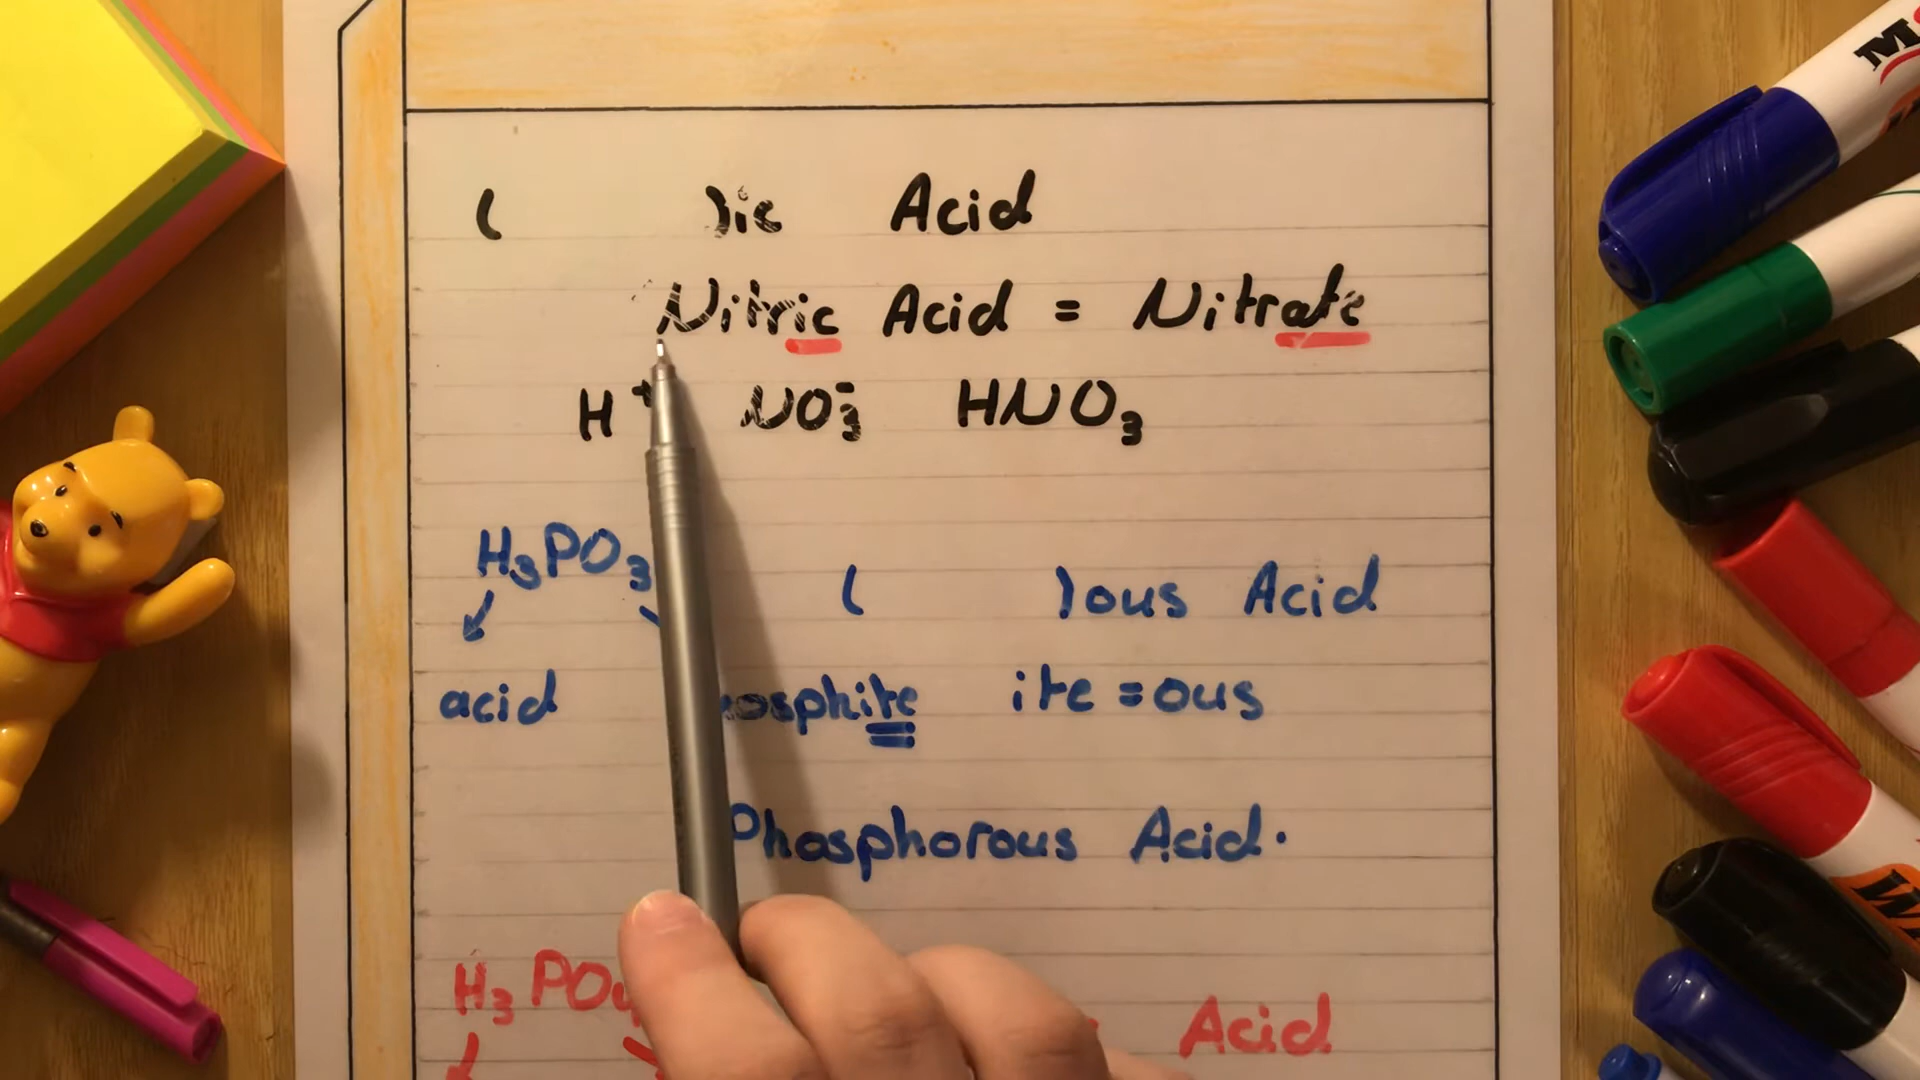 ( )ic Acid
Nitric Acid = Nitrate
H⁺ NO₃⁻ HNO₃
H₃PO₃ ( )ous Acid
acid osphite ite = ous
Phosphorous Acid.
H₃PO₄ Acid